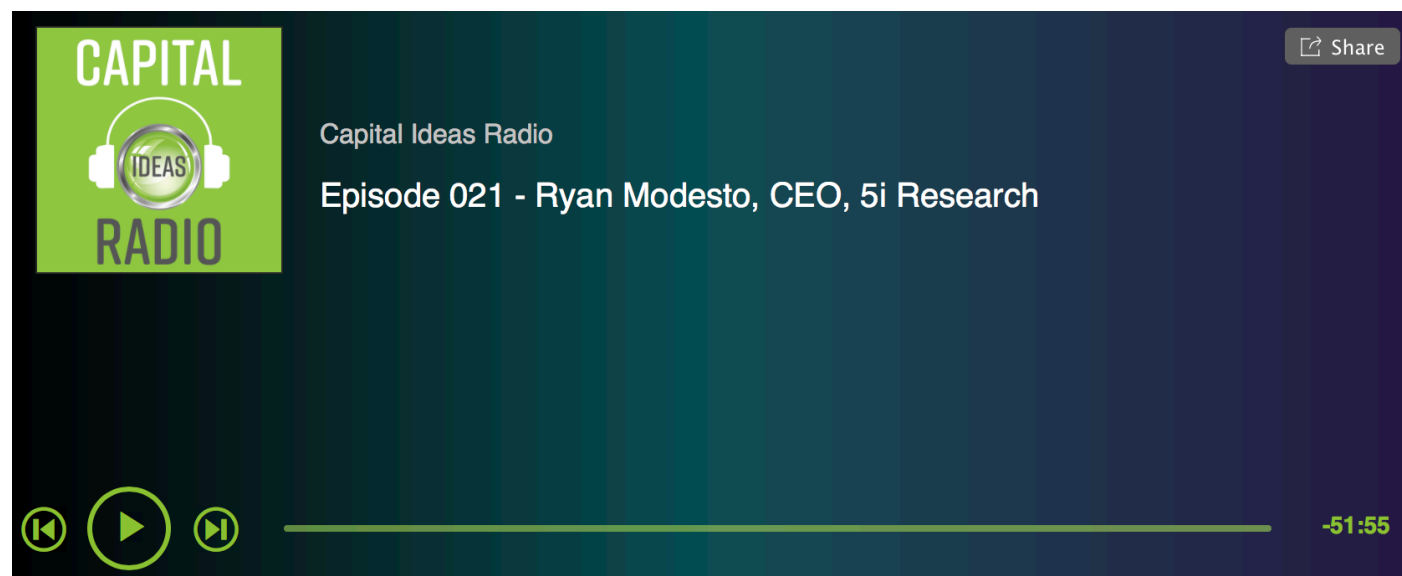 CAPITAL
IDEAS
RADIO
Share
Capital Ideas Radio
Episode 021 - Ryan Modesto, CEO, 5i Research
-51:55